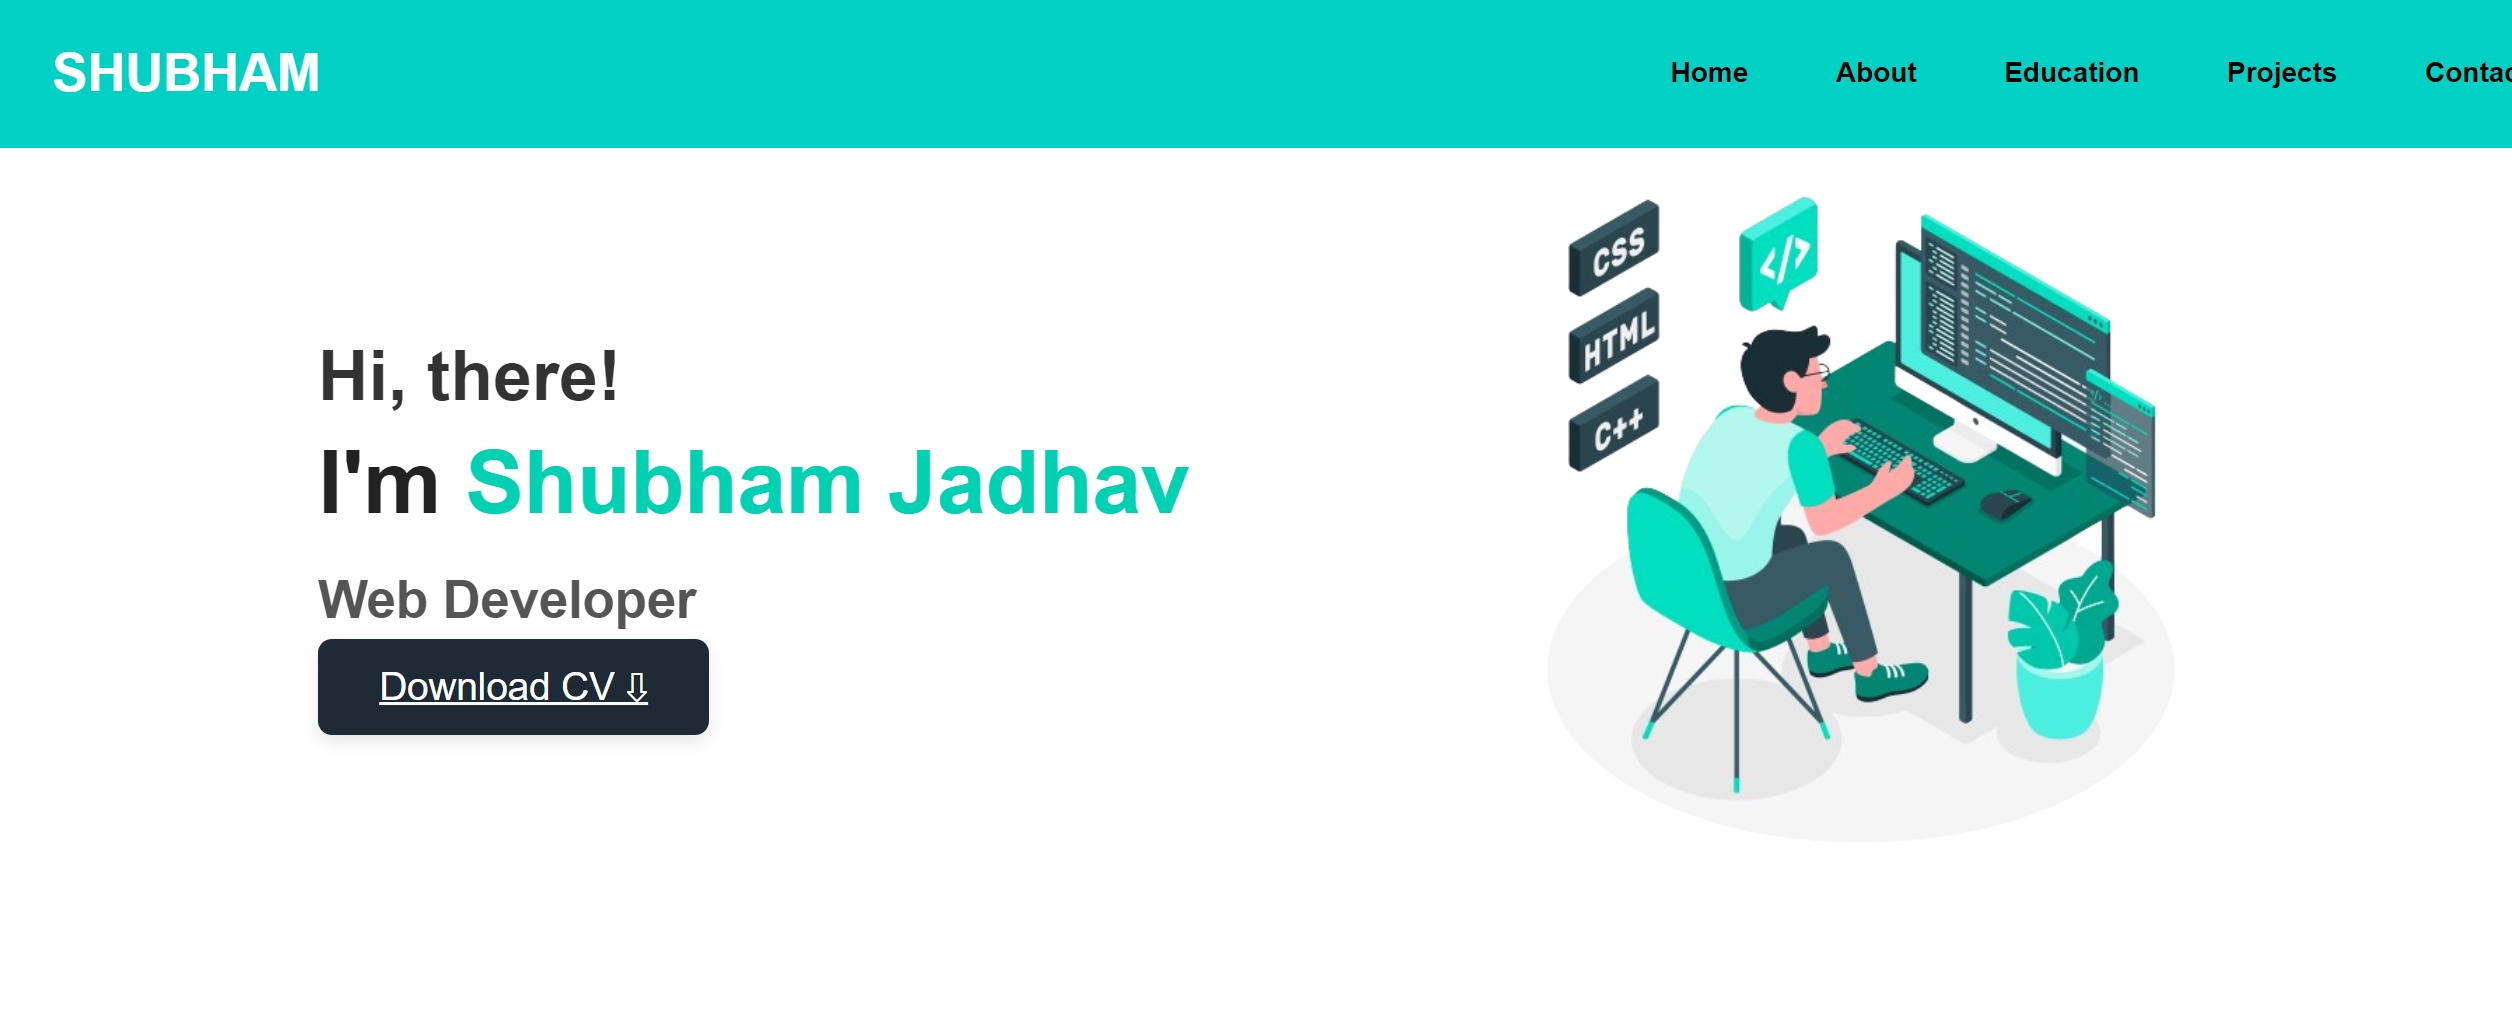 SHUBHAM
Home About Education Projects Contac
Hi, there!
I'm Shubham Jadhav
Web Developer
Download CV ⇩
CSS
</>
HTML
C++